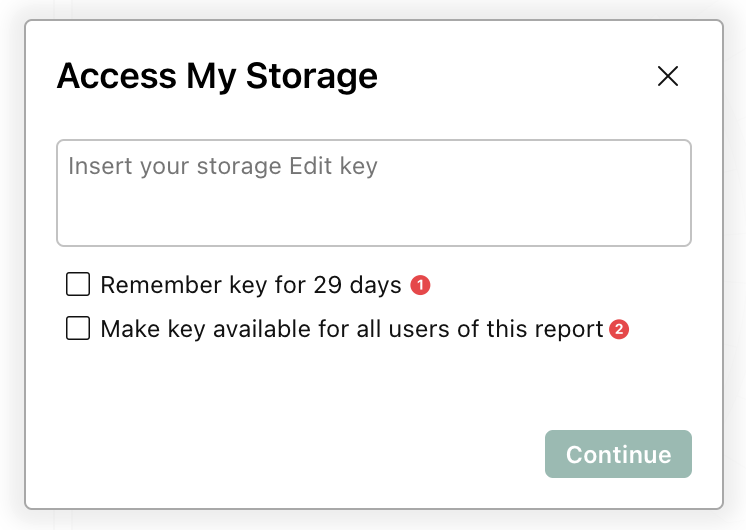 Access My Storage
Insert your storage Edit key
Remember key for 29 days 1
Make key available for all users of this report 2
Continue